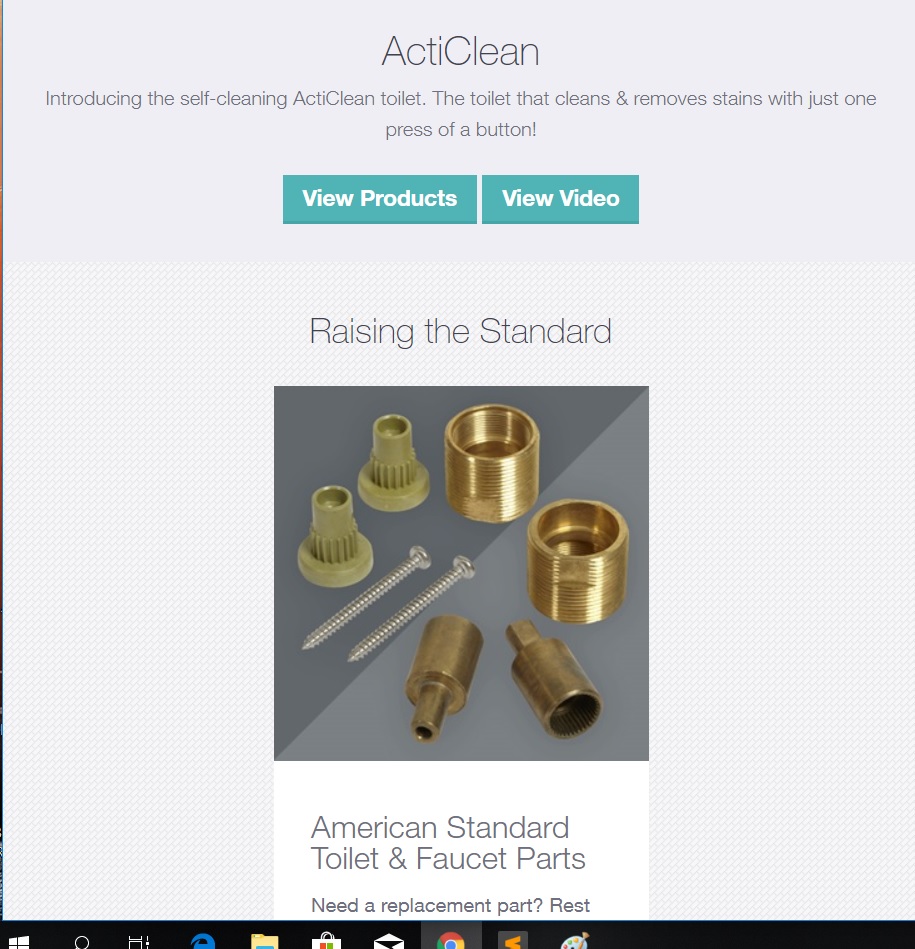 ActiClean
Introducing the self-cleaning ActiClean toilet. The toilet that cleans & removes stains with just one
press of a button!
View Products View Video
Raising the Standard
American Standard
Toilet & Faucet Parts
Need a replacement part? Rest